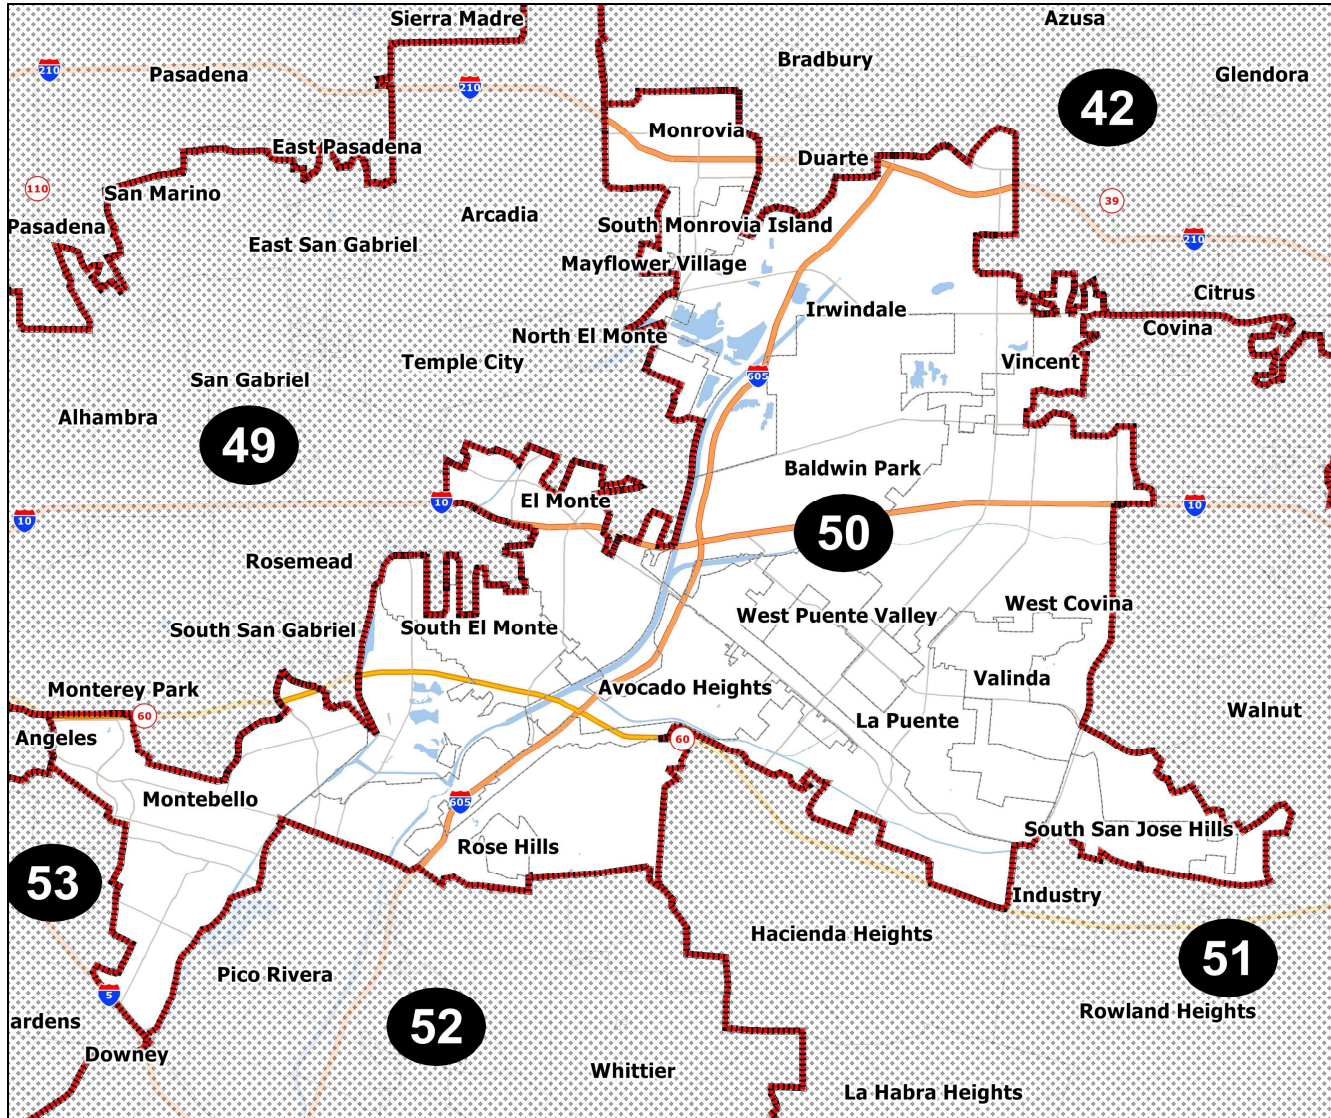 Sierra Madre
Azusa
Bradbury
210
Pasadena
210
Glendora
42
Monrovia
East Pasadena
Duarte
110
San Marino
39
Arcadia
Pasadena
South Monrovia Island
East San Gabriel
210
Mayflower Village
Citrus
Irwindale
Covina
North El Monte
Temple City
Vincent
San Gabriel
605
Alhambra
49
Baldwin Park
El Monte
10
10
10
50
Rosemead
West Covina
West Puente Valley
South San Gabriel
South El Monte
Valinda
Avocado Heights
Monterey Park
Walnut
60
La Puente
Angeles
60
Montebello
605
South San Jose Hills
Rose Hills
53
Industry
Hacienda Heights
51
Pico Rivera
5
Rowland Heights
ardens
52
Downey
Whittier
La Habra Heights